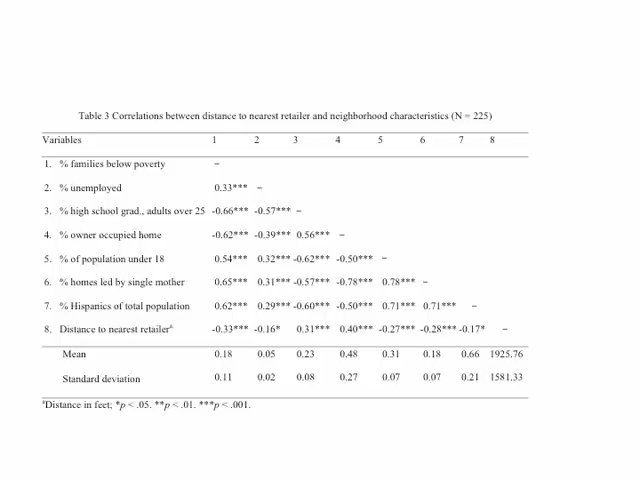 Table 3 Correlations between distance to nearest retailer and neighborhood characteristics (N = 225)
Variables 1 2 3 4 5 6 7 8
1. % families below poverty –
2. % unemployed 0.33*** –
3. % high school grad., adults over 25 -0.66*** -0.57*** –
4. % owner occupied home -0.62*** -0.39*** 0.56*** –
5. % of population under 18 0.54*** 0.32*** -0.62*** -0.50*** –
6. % homes led by single mother 0.65*** 0.31*** -0.57*** -0.78*** 0.78*** –
7. % Hispanics of total population 0.62*** 0.29*** -0.60*** -0.50*** 0.71*** 0.71*** –
8. Distance to nearest retailerᵃ -0.33*** -0.16* 0.31*** 0.40*** -0.27*** -0.28*** -0.17* –
Mean 0.18 0.05 0.23 0.48 0.31 0.18 0.66 1925.76
Standard deviation 0.11 0.02 0.08 0.27 0.07 0.07 0.21 1581.33
ᵃDistance in feet; *p < .05. **p < .01. ***p < .001.